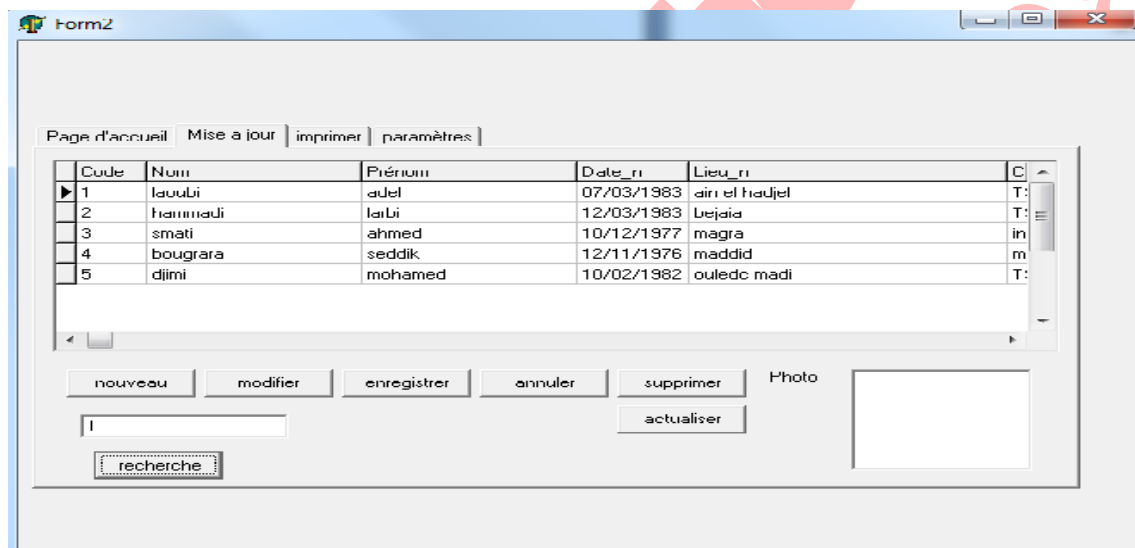 Form2
Page d'accueil Mise a jour imprimer paramètres
Code Nom Prénom Date_n Lieu_n C
1 laoubi adel 07/03/1983 ain el hadjel T
2 hammadi larbi 12/03/1983 bejaia T
3 smati ahmed 10/12/1977 magra in
4 bougrara seddik 12/11/1976 maddid m
5 djimi mohamed 10/02/1982 ouledc madi T
nouveau modifier enregistrer annuler supprimer Photo
l actualiser
recherche